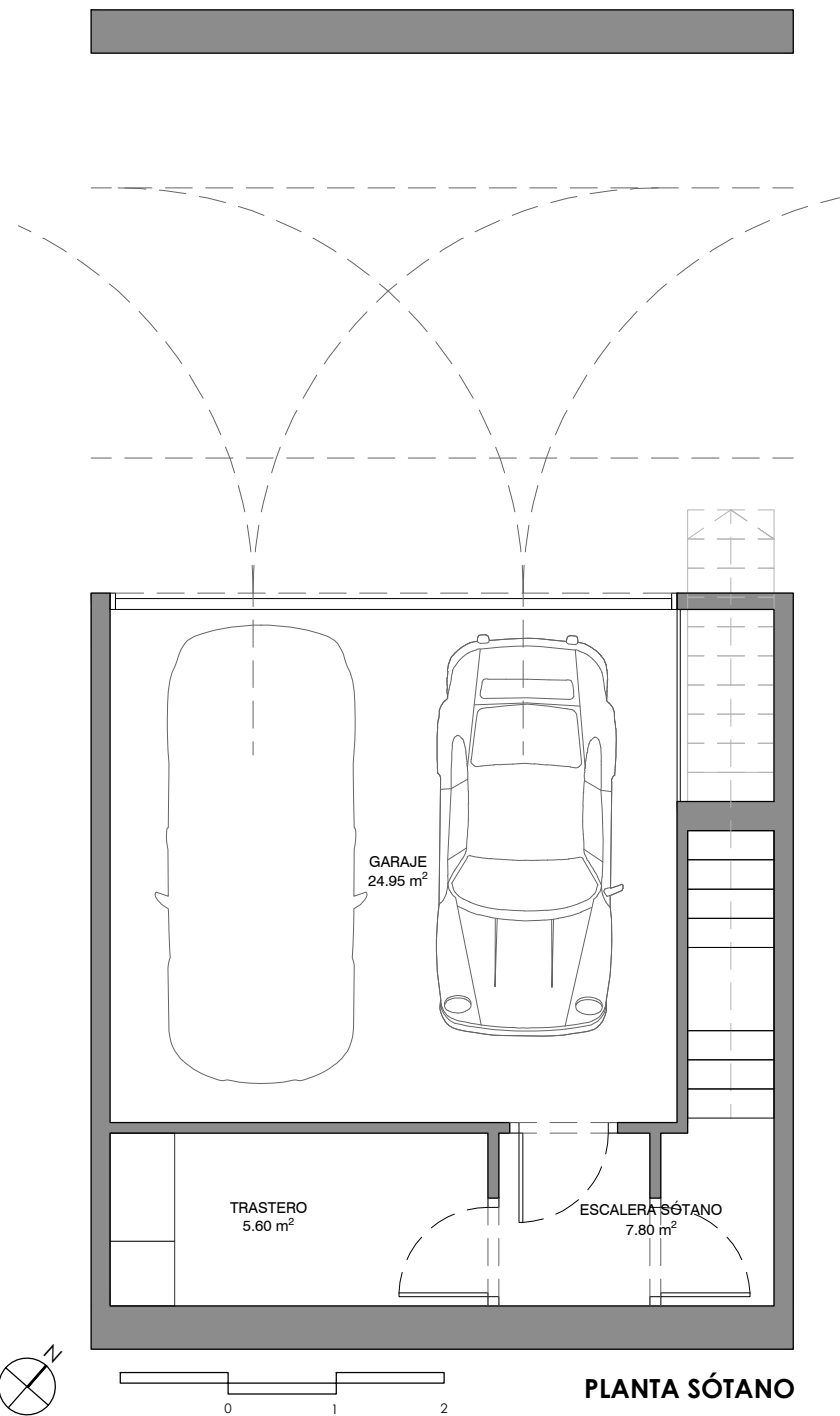 GARAJE
24.95 m²
TRASTERO
5.60 m²
ESCALERA SÓTANO
7.80 m²
N
0 1 2
PLANTA SÓTANO